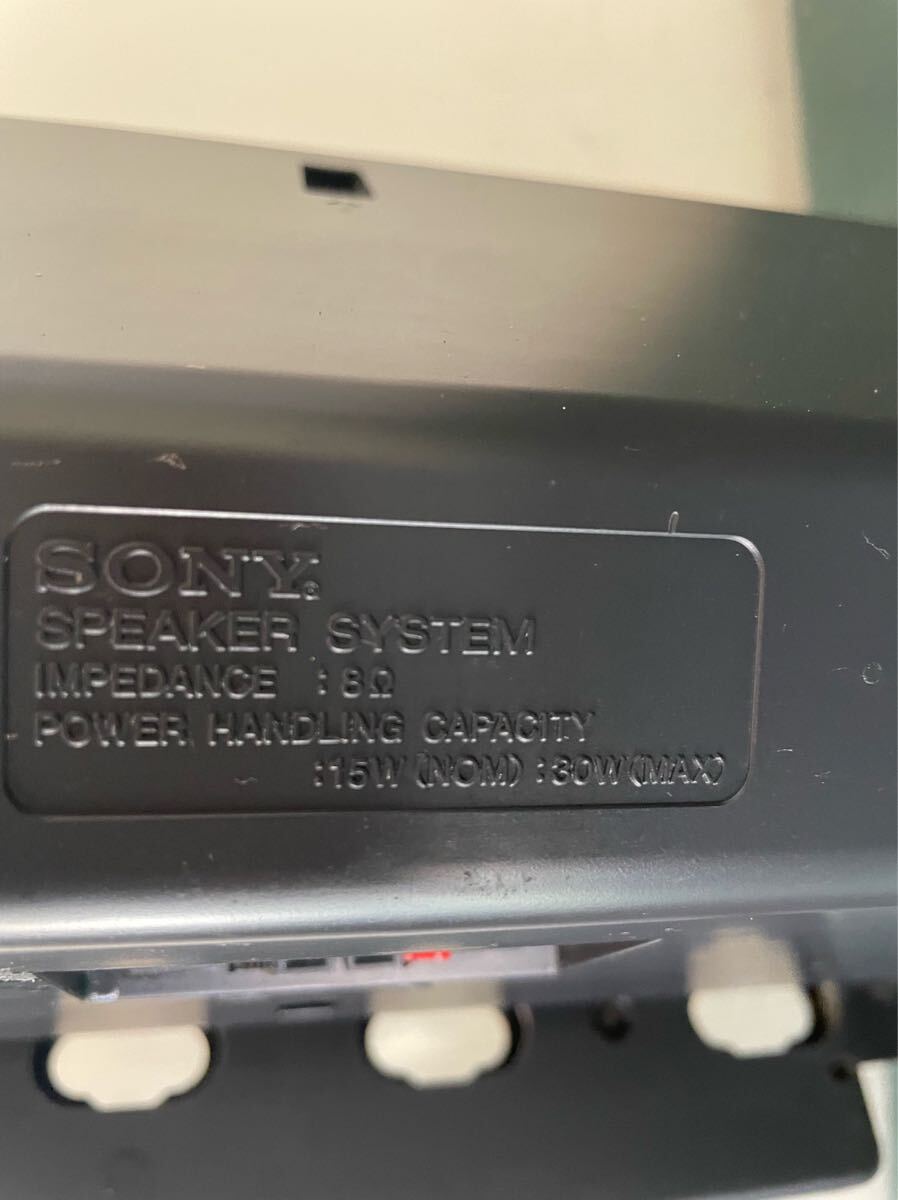 SONY®
SPEAKER SYSTEM
IMPEDANCE :8Ω
POWER HANDLING CAPACITY
:15W(NOM) :30W(MAX)